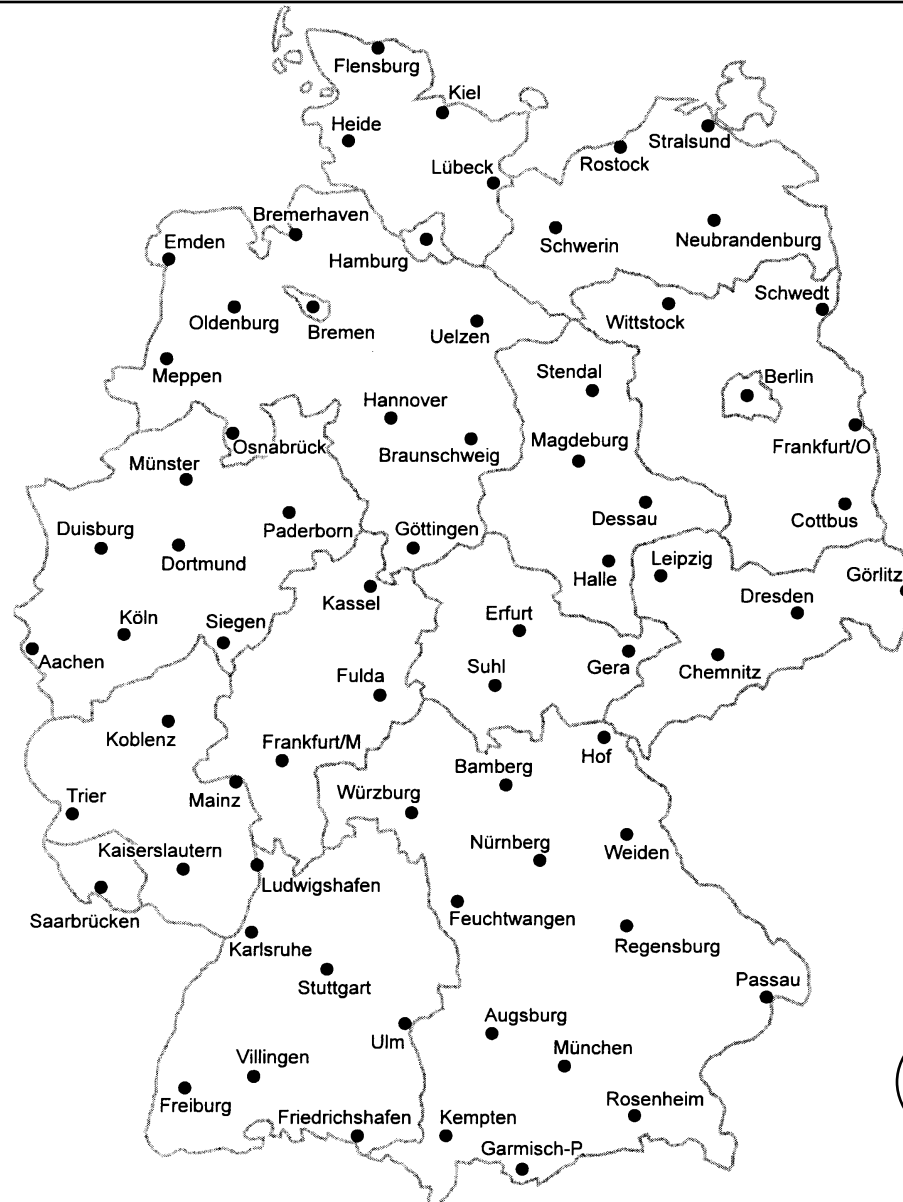 Flensburg
Kiel
Heide
Stralsund
Rostock
Lübeck
Bremerhaven
Emden
Hamburg
Schwerin
Neubrandenburg
Schwedt
Oldenburg
Bremen
Uelzen
Wittstock
Meppen
Stendal
Berlin
Hannover
Osnabrück
Braunschweig
Magdeburg
Frankfurt/O
Münster
Duisburg
Paderborn
Göttingen
Dessau
Cottbus
Dortmund
Leipzig
Halle
Görlitz
Kassel
Dresden
Köln
Siegen
Erfurt
Aachen
Fulda
Suhl
Gera
Chemnitz
Koblenz
Frankfurt/M
Hof
Bamberg
Trier
Mainz
Würzburg
Kaiserslautern
Nürnberg
Weiden
Ludwigshafen
Saarbrücken
Feuchtwangen
Karlsruhe
Regensburg
Stuttgart
Passau
Augsburg
Ulm
München
Villingen
Freiburg
Rosenheim
Friedrichshafen
Kempten
Garmisch-P.